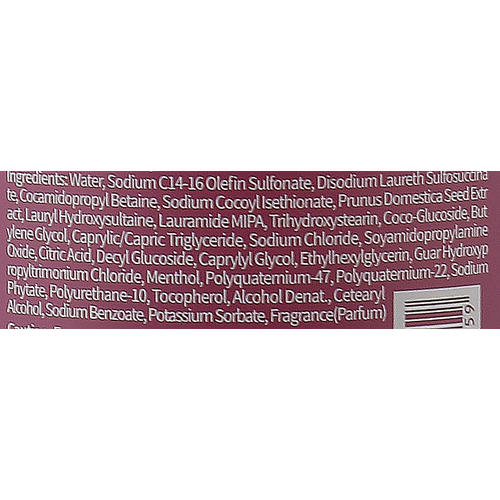 Ingredients: Water, Sodium C14-16 Olefin Sulfonate, Disodium Laureth Sulfosuccina
te, Cocamidopropyl Betaine, Sodium Cocoyl Isethionate, Prunus Domestica Seed Extr
act, Lauryl Hydroxysultaine, Lauramide MIPA, Trihydroxystearin, Coco-Glucoside, But
ylene Glycol, Caprylic/Capric Triglyceride, Sodium Chloride, Soyamidopropylamine
Oxide, Citric Acid, Decyl Glucoside, Caprylyl Glycol, Ethylhexylglycerin, Guar Hydroxyp
ropyltrimonium Chloride, Menthol, Polyquaternium-47, Polyquaternium-22, Sodium
Phytate, Polyurethane-10, Tocopherol, Alcohol Denat., Cetearyl
Alcohol, Sodium Benzoate, Potassium Sorbate, Fragrance(Parfum)
59